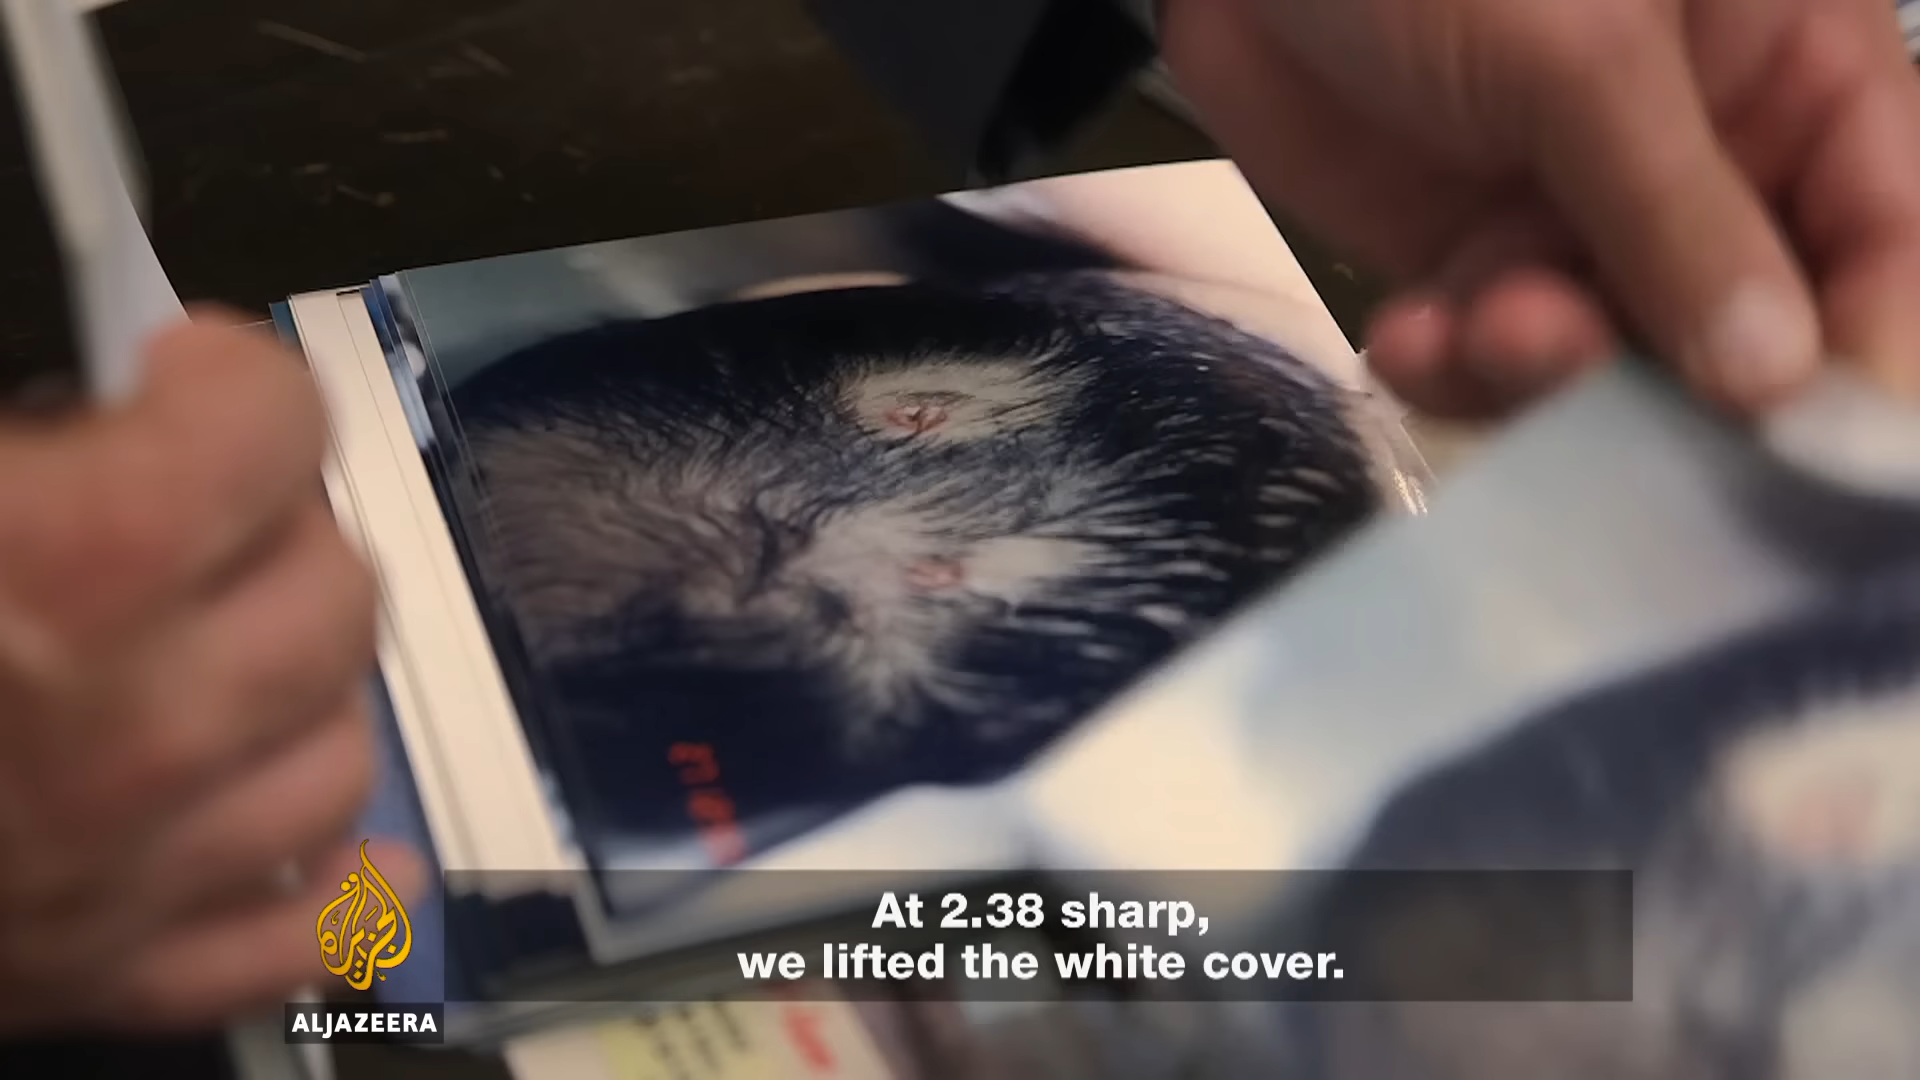 At 2.38 sharp,
we lifted the white cover.
الجزيرة
ALJAZEERA